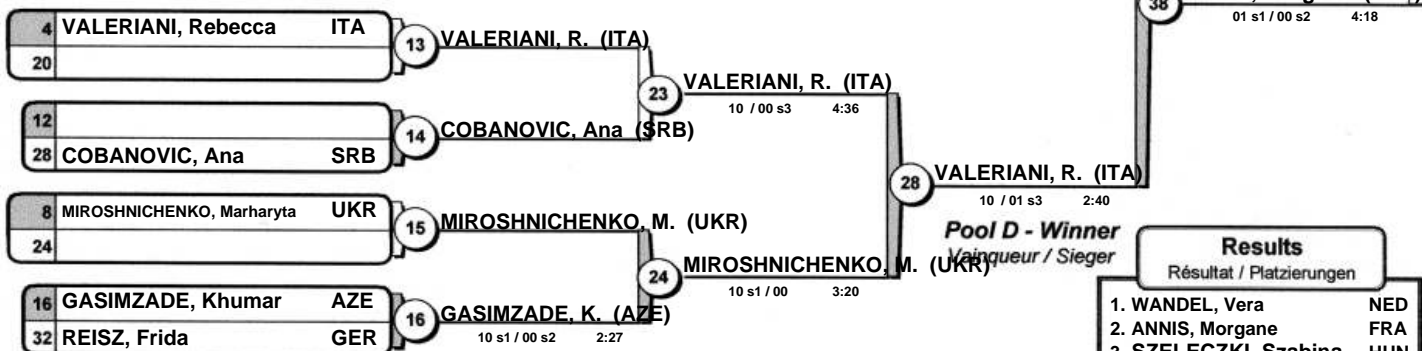 4 VALERIANI, Rebecca ITA
20
13 VALERIANI, R. (ITA)
12
28 COBANOVIC, Ana SRB
14 COBANOVIC, Ana (SRB)
23 VALERIANI, R. (ITA)
10 / 00 s3 4:36
8 MIROSHNICHENKO, Marharyta UKR
24
15 MIROSHNICHENKO, M. (UKR)
16 GASIMZADE, Khumar AZE
32 REISZ, Frida GER
16 GASIMZADE, K. (AZE)
10 s1 / 00 s2 2:27
24 MIROSHNICHENKO, M. (UKR)
10 s1 / 00 3:20
28 VALERIANI, R. (ITA)
10 / 01 s3 2:40
Pool D - Winner
Vainqueur / Sieger
38
01 s1 / 00 s2 4:18
Results
Résultat / Platzierungen
1. WANDEL, Vera NED
2. ANNIS, Morgane FRA
3. SZELECZKI, Szabina HUN